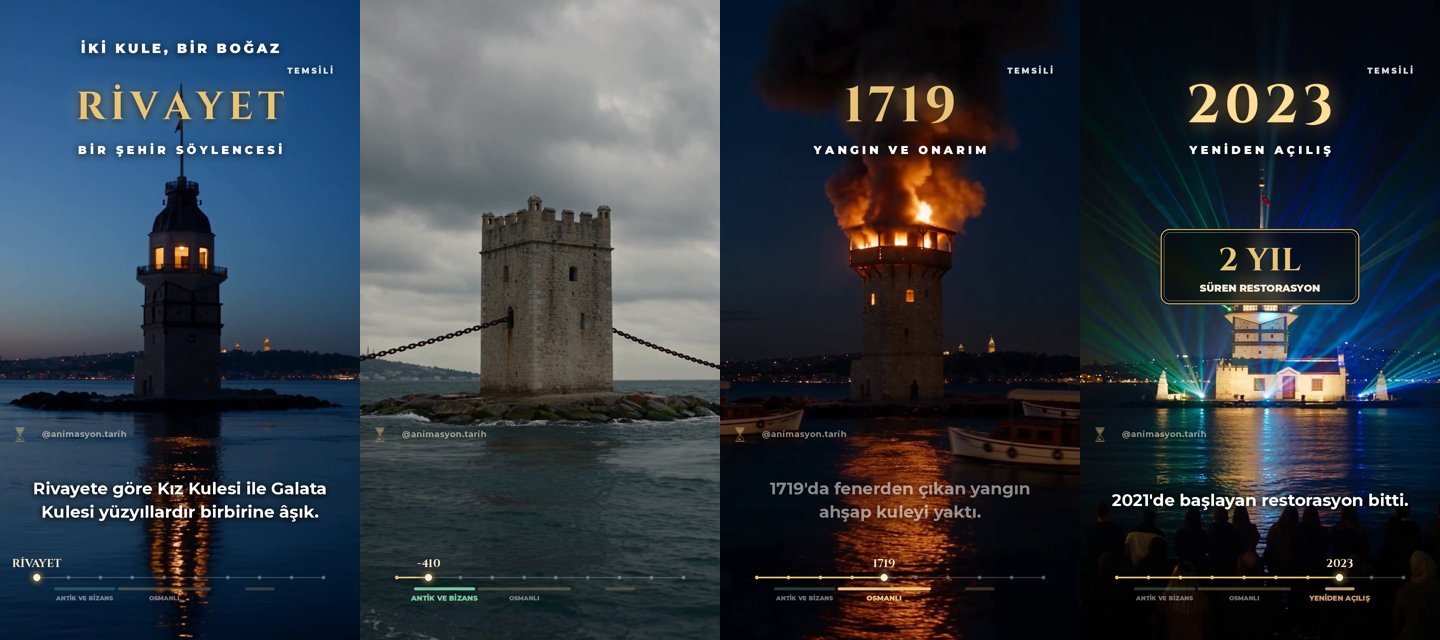 İKİ KULE, BİR BOĞAZ
TEMSİLİ
RİVAYET
BİR ŞEHİR SÖYLENCESİ
@animasyon.tarih
Rivayete göre Kız Kulesi ile Galata
Kulesi yüzyıllardır birbirine âşık.
RİVAYET
ANTİK VE BİZANS
OSMANLI
@animasyon.tarih
-410
ANTİK VE BİZANS
OSMANLI
TEMSİLİ
1719
YANGIN VE ONARIM
@animasyon.tarih
1719'da fenerden çıkan yangın
ahşap kuleyi yaktı.
1719
ANTİK VE BİZANS
OSMANLI
TEMSİLİ
2023
YENİDEN AÇILIŞ
2 YIL
SÜREN RESTORASYON
@animasyon.tarih
2021'de başlayan restorasyon bitti.
2023
ANTİK VE BİZANS
OSMANLI
YENİDEN AÇILIŞ